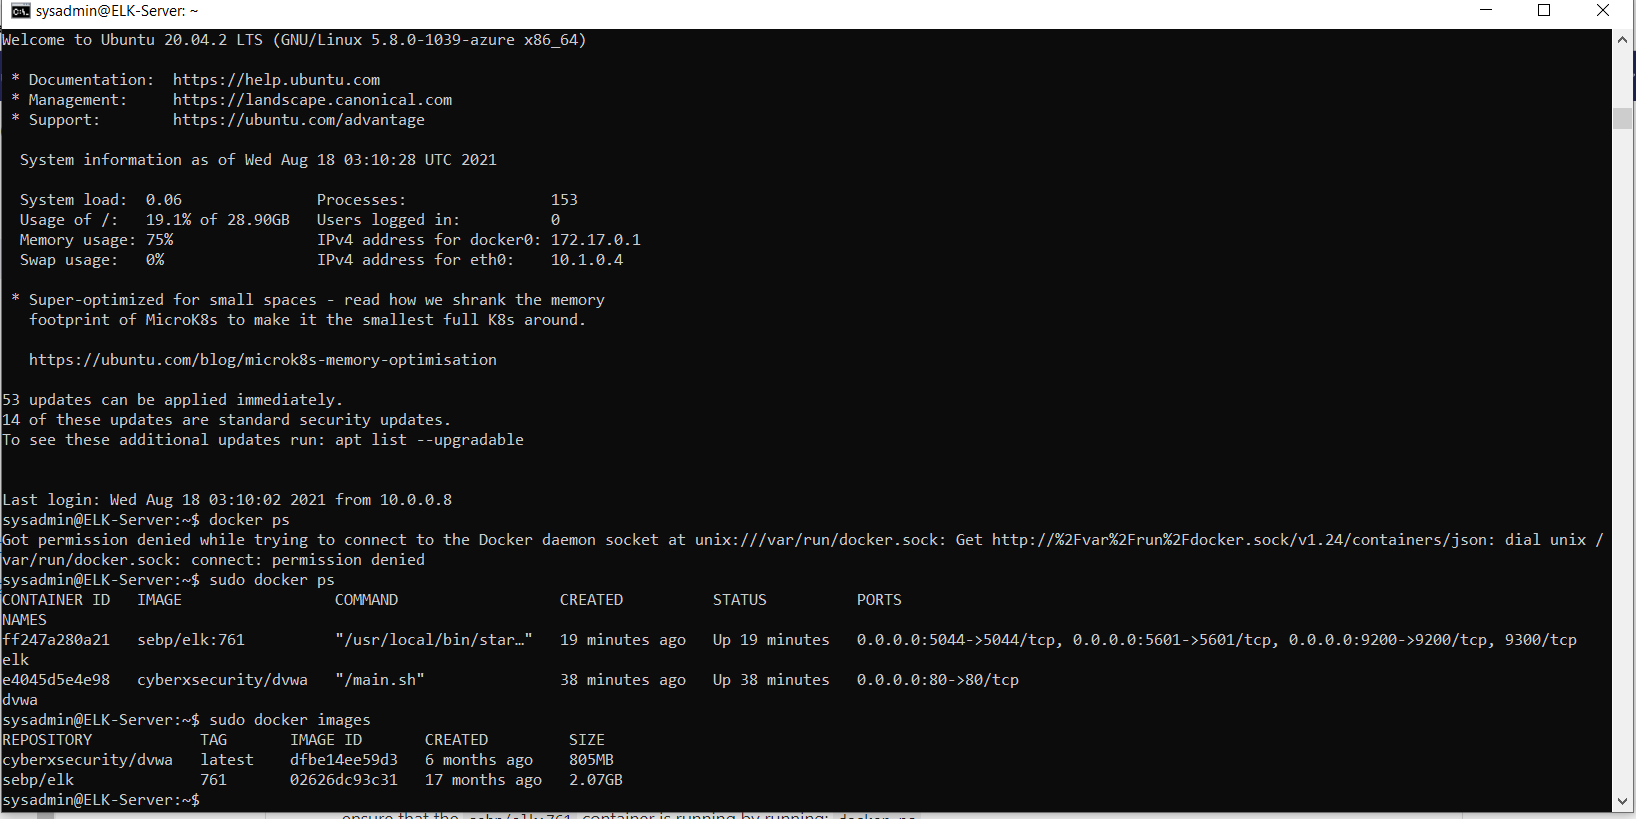 sysadmin@ELK-Server: ~
Welcome to Ubuntu 20.04.2 LTS (GNU/Linux 5.8.0-1039-azure x86_64)
* Documentation:  https://help.ubuntu.com
* Management:     https://landscape.canonical.com
* Support:        https://ubuntu.com/advantage
System information as of Wed Aug 18 03:10:28 UTC 2021
System load:  0.06               Processes:                153
Usage of /:   19.1% of 28.90GB   Users logged in:          0
Memory usage: 75%                IPv4 address for docker0: 172.17.0.1
Swap usage:   0%                 IPv4 address for eth0:    10.1.0.4
* Super-optimized for small spaces - read how we shrank the memory
footprint of MicroK8s to make it the smallest full K8s around.
https://ubuntu.com/blog/microk8s-memory-optimisation
53 updates can be applied immediately.
14 of these updates are standard security updates.
To see these additional updates run: apt list --upgradable
Last login: Wed Aug 18 03:10:02 2021 from 10.0.0.8
sysadmin@ELK-Server:~$ docker ps
Got permission denied while trying to connect to the Docker daemon socket at unix:///var/run/docker.sock: Get http://%2Fvar%2Frun%2Fdocker.sock/v1.24/containers/json: dial unix /
var/run/docker.sock: connect: permission denied
sysadmin@ELK-Server:~$ sudo docker ps
CONTAINER ID   IMAGE                 COMMAND                  CREATED          STATUS          PORTS
NAMES
ff247a280a21   sebp/elk:761          "/usr/local/bin/star…"   19 minutes ago   Up 19 minutes   0.0.0.0:5044->5044/tcp, 0.0.0.0:5601->5601/tcp, 0.0.0.0:9200->9200/tcp, 9300/tcp
elk
e4045d5e4e98   cyberxsecurity/dvwa   "/main.sh"               38 minutes ago   Up 38 minutes   0.0.0.0:80->80/tcp
dvwa
sysadmin@ELK-Server:~$ sudo docker images
REPOSITORY            TAG       IMAGE ID       CREATED         SIZE
cyberxsecurity/dvwa   latest    dfbe14ee59d3   6 months ago    805MB
sebp/elk              761       02626dc93c31   17 months ago   2.07GB
sysadmin@ELK-Server:~$
ensure that the sebp/elk:761 container is running by running: docker ps